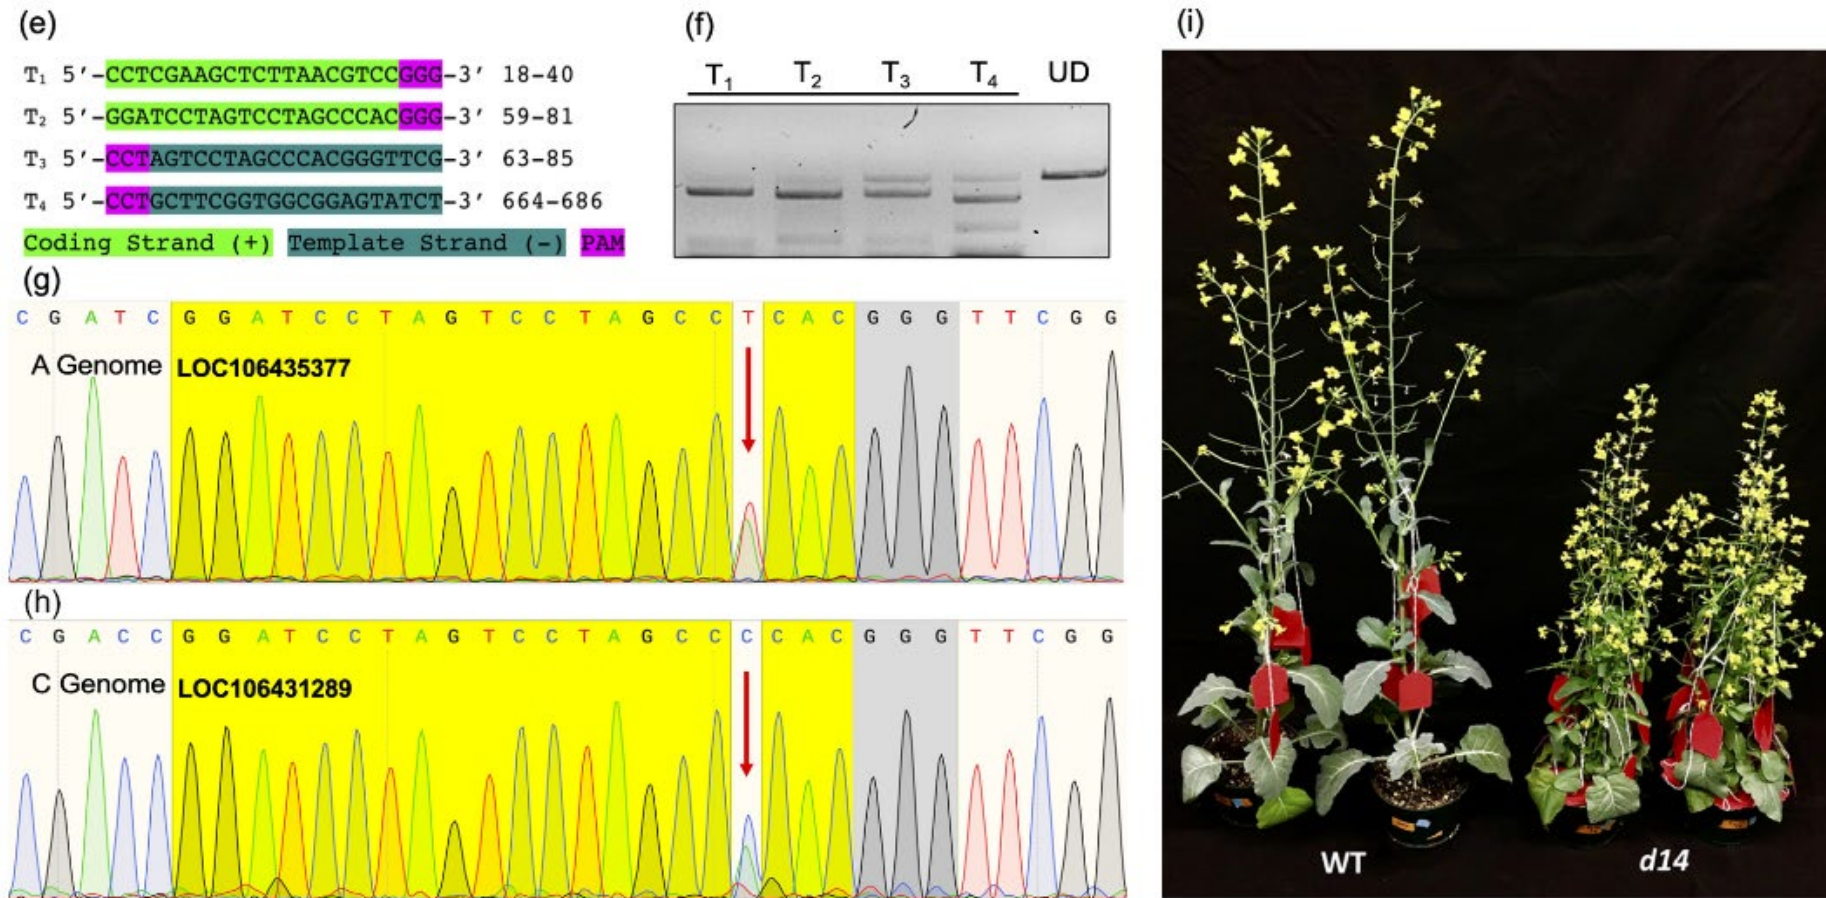 (e)
T₁ 5′-CCTCGAAGCTCTTAACGTCCGGG-3′ 18-40
T₂ 5′-GGATCCTAGTCCTAGCCCACGGG-3′ 59-81
T₃ 5′-CCTAGTCCTAGCCCACGGGTTCG-3′ 63-85
T₄ 5′-CCTGCTTCGGTGGCGGAGTATCT-3′ 664-686
Coding Strand (+) Template Strand (-) PAM
(f)
T₁ T₂ T₃ T₄ UD
(g)
C G A T C G G A T C C T A G T C C T A G C C T C A C G G G T T C G G
A Genome LOC106435377
(h)
C G A C C G G A T C C T A G T C C T A G C C C C A C G G G T T C G G
C Genome LOC106431289
(i)
WT d14